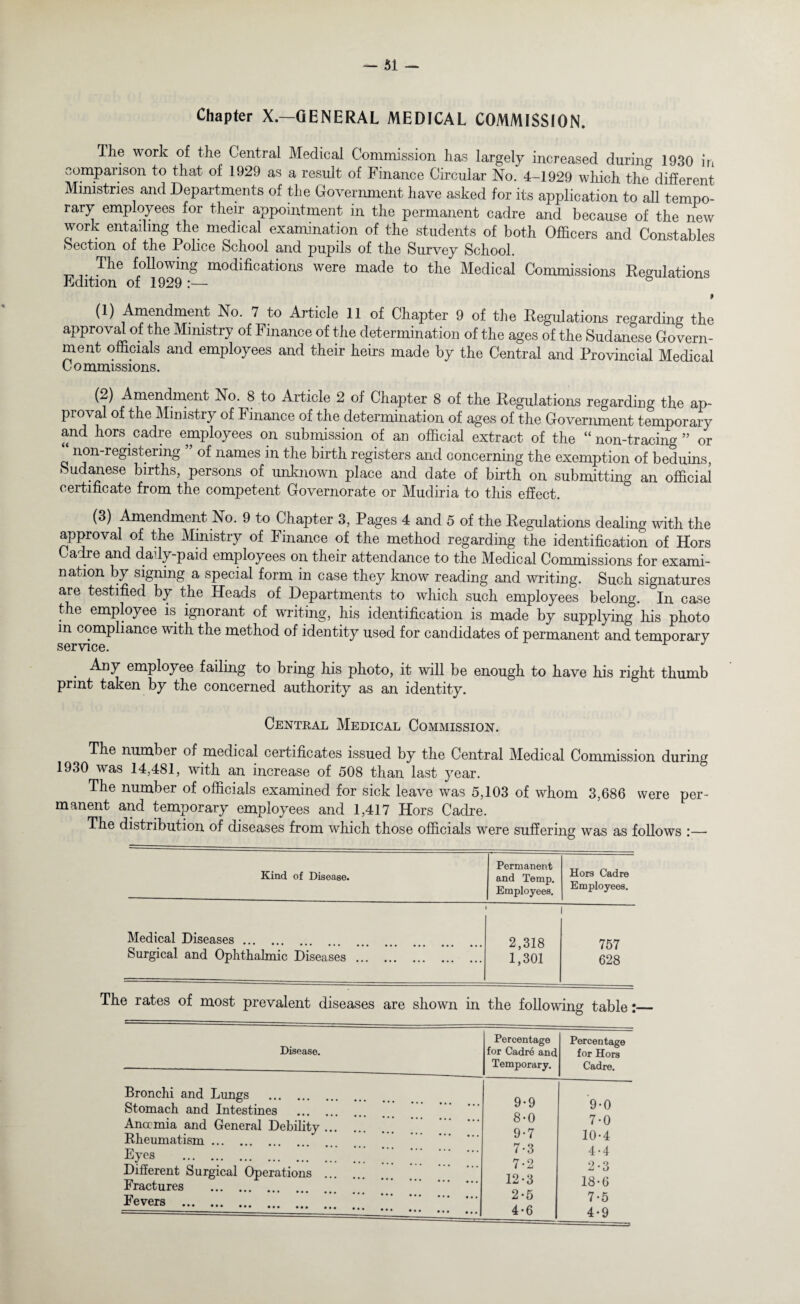 — 51 —
Chapter X.—GENERAL MEDICAL COMMISSION.
The work of the Central Medical Commission has largely increased during 1930 in
comparison to that of 1929 as a result of Finance Circular No. 4-1929 which the different
Ministries and Departments of the Government have asked for its application to all tempo-
rary employees for their appointment in the permanent cadre and because of the new
work entailing the medical examination of the students of both Officers and Constables
Section of the Police School and pupils of the Survey School.
The following modifications were made to the Medical Commissions Regulations
Edition of 1929 :—
(1) Amendment No. 7 to Article 11 of Chapter 9 of the Regulations regarding the
approval of the Ministry of Finance of the determination of the ages of the Sudanese Govern-
ment officials and employees and their heirs made by the Central and Provincial Medical
Commissions.
(2) Amendment No. 8 to Article 2 of Chapter 8 of the Regulations regarding the ap-
proval of the Ministry of Finance of the determination of ages of the Government temporary
and hors cadre employees on submission of an official extract of the “ non-tracing ” or
“ non-registering ” of names in the birth registers and concerning the exemption of beduins,
Sudanese births, persons of unknown place and date of birth on submitting an official
certificate from the competent Governorate or Mudiria to this effect.
(3) Amendment No. 9 to Chapter 3, Pages 4 and 5 of the Regulations dealing with the
approval of the Ministry of Finance of the method regarding the identification of Hors
Cadre and daily-paid employees on their attendance to the Medical Commissions for exami-
nation by signing a special form in case they know reading and writing. Such signatures
are testified by the Heads of Departments to which such employees belong. In case
the employee is ignorant of writing, his identification is made by supplying his photo
in compliance with the method of identity used for candidates of permanent and temporary
service.
Any employee failing to bring his photo, it will be enough to have his right thumb
print taken by the concerned authority as an identity.
CENTRAL MEDICAL COMMISSION.
The number of medical certificates issued by the Central Medical Commission during
1930 was 14,481, with an increase of 508 than last year.
The number of officials examined for sick leave was 5,103 of whom 3,686 were per-
manent and temporary employees and 1,417 Hors Cadre.
The distribution of diseases from which those officials were suffering was as follows :—
Kind of Disease. Permanent and Temp. Employees. Hors Cadre Employees.
Medical Diseases ... ... ... ... ... ... ... ... ... 2,318 757
Surgical and Ophthalmic Diseases ... ... ... ... ... 1,301 628
The rates of most prevalent diseases are shown in the following table :—
Disease. Percentage for Cadré and Temporary. Percentage for Hors Cadre.
Bronchi and Lungs ... ... ... ... ... ... ... ... 9·9 9·0
Stomach and Intestines ... ... ... ... ... ... ... 8·0 7·0
Anœmia and General Debility ... ... ... ... ... ... 9·7 10·4
Rheumatism ... ... ... ... ... ... ... ... ... 7·3 4·4
Eyes ... ... ... ... ... ... ... ... ... 7·2 2·3
Different Surgical Operations ... ... ... ... ... ... 12·3 18·6
Fractures ... ... ... ... ... ... ... ... ... 2·5 7·5
Fevers ... ... ... ... ... ... ... ... ... 4·6 4·9